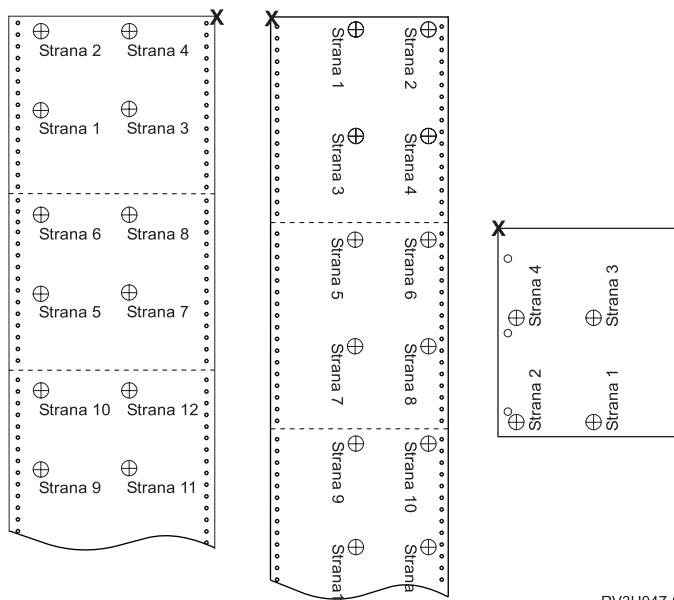 X
Strana 2 Strana 4
Strana 1 Strana 3
Strana 6 Strana 8
Strana 5 Strana 7
Strana 10 Strana 12
Strana 9 Strana 11
X
Strana 1 Strana 2
Strana 3 Strana 4
Strana 5 Strana 6
Strana 7 Strana 8
Strana 9 Strana 10
Strana Strana
X
Strana 4 Strana 3
Strana 2 Strana 1